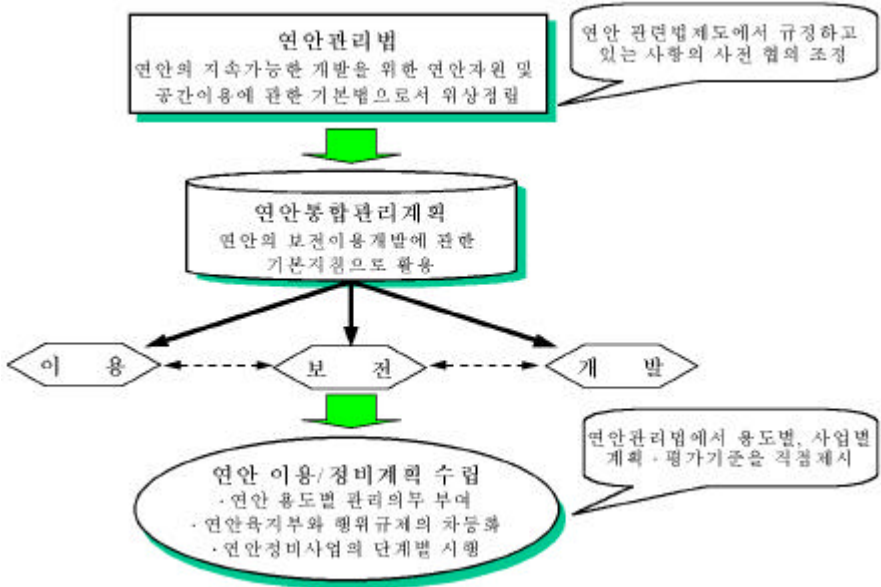 연안관리법
연안의 지속가능한 개발을 위한 연안자원 및
공간이용에 관한 기본법으로서 위상정립
연안 관련법제도에서 규정하고
있는 사항의 사전 협의 조정
연안통합관리계획
연안의 보전이용개발에 관한
기본지침으로 활용
이 용
보 전
개 발
연안관리법에서 용도별, 사업별
계획·평가기준을 직접제시
연안 이용/정비계획 수립
·연안 용도별 관리의무 부여
·연안육지부와 행위규제의 차등화
·연안정비사업의 단계별 시행